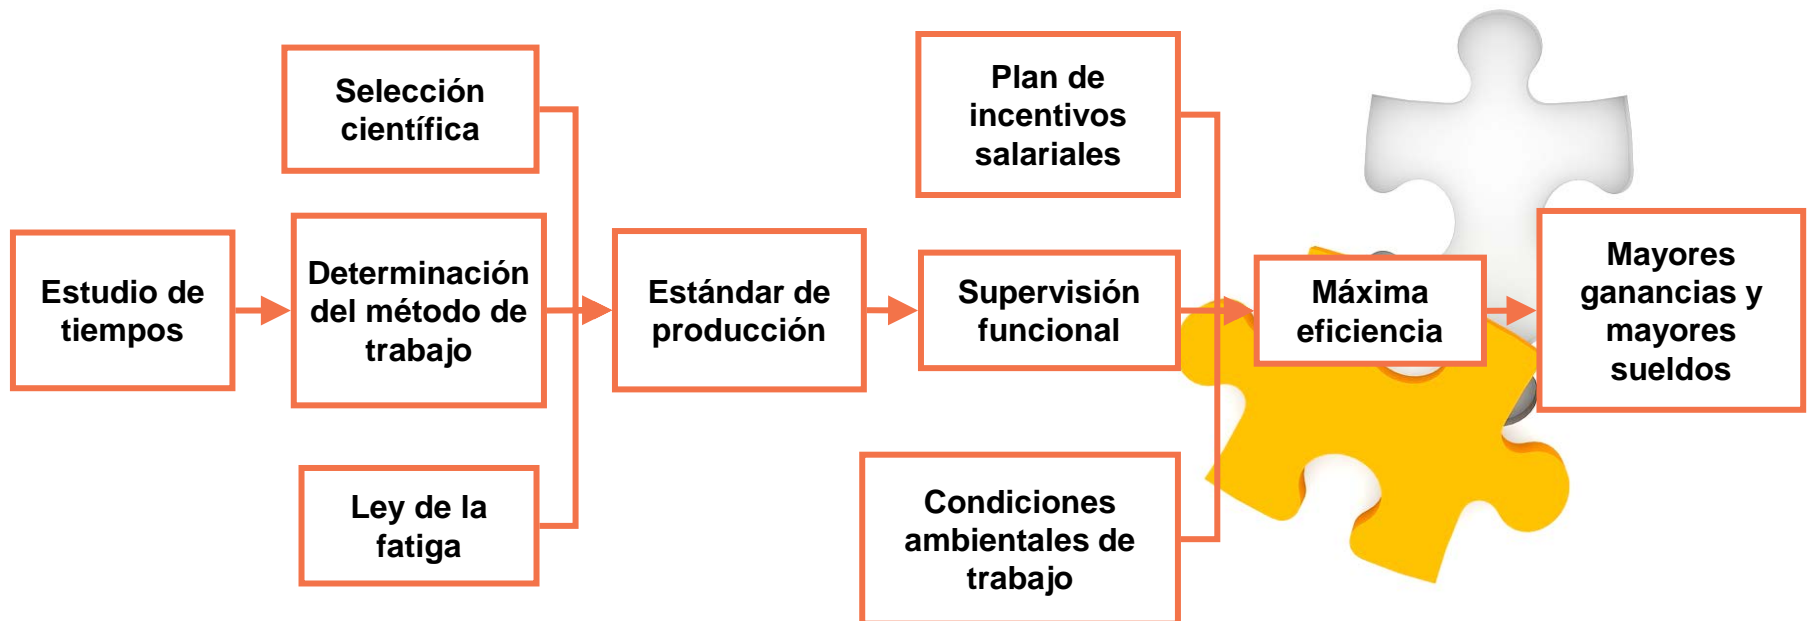 Selección
científica
Plan de
incentivos
salariales
Estudio de
tiempos
Determinación
del método de
trabajo
Estándar de
producción
Supervisión
funcional
Máxima
eficiencia
Mayores
ganancias y
mayores
sueldos
Ley de la
fatiga
Condiciones
ambientales de
trabajo